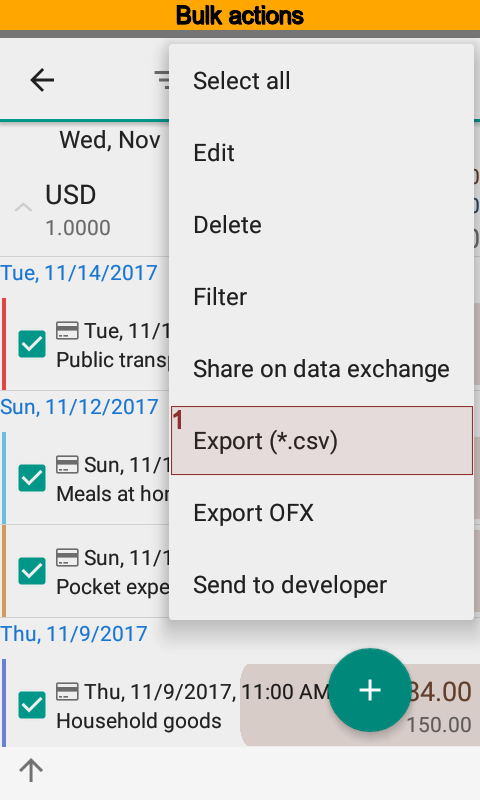 Bulk actions
Wed, Nov
USD
1.0000
Tue, 11/14/2017
Tue, 11/1
Public trans
Sun, 11/12/2017
Sun, 11/1
Meals at ho
Sun, 11/1
Pocket expe
Thu, 11/9/2017
Thu, 11/9/2017, 11:00 AM
Household goods
34.00
150.00
Select all
Edit
Delete
Filter
Share on data exchange
1
Export (*.csv)
Export OFX
Send to developer